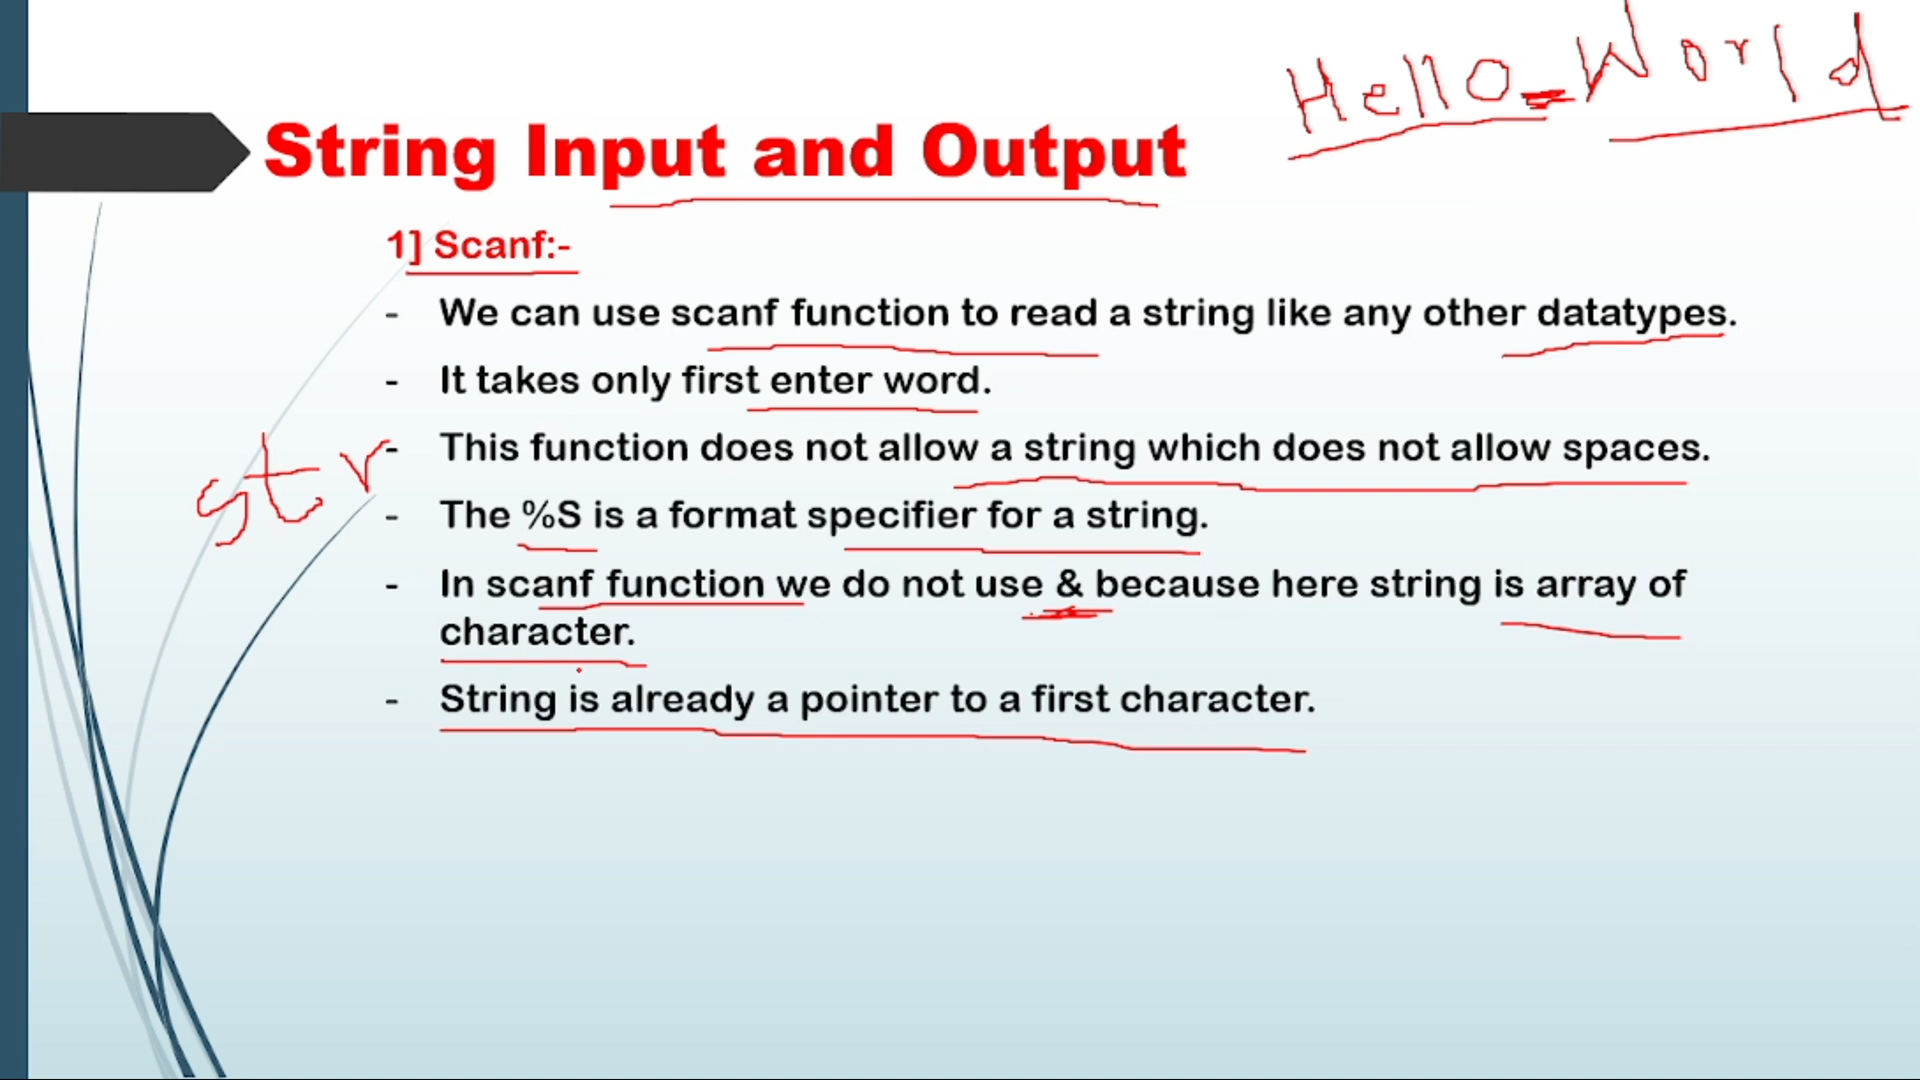 Hello_World
String Input and Output
1] Scanf:-
- We can use scanf function to read a string like any other datatypes.
- It takes only first enter word.
- This function does not allow a string which does not allow spaces.
str
- The %S is a format specifier for a string.
- In scanf function we do not use & because here string is array of
character.
- String is already a pointer to a first character.